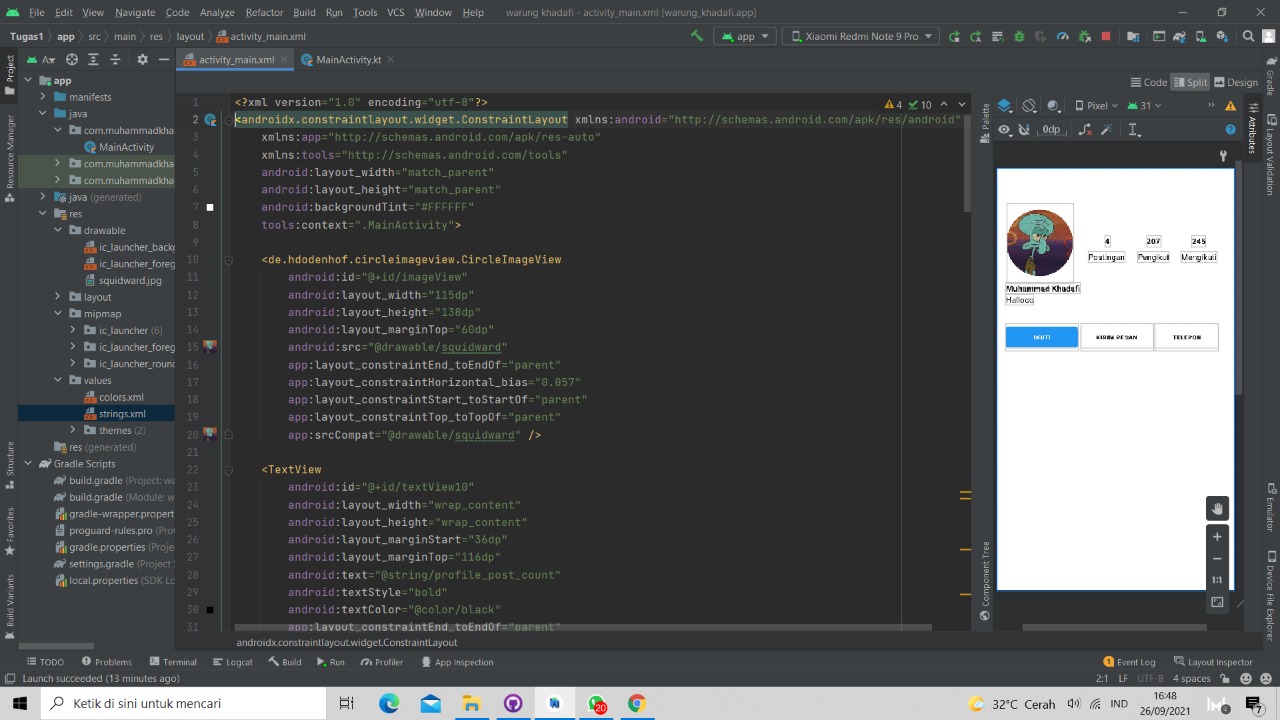 File Edit View Navigate Code Analyze Refactor Build Run Tools VCS Window Help warung khadafi - activity_main.xml [warung_khadafi.app]
Tugas1 app src main res layout activity_main.xml app Xiaomi Redmi Note 9 Pro
Project
Resource Manager
Structure
Favorites
Build Variants
app
manifests
java
com.muhammadkha
MainActivity
com.muhammadkha
com.muhammadkha
java (generated)
res
drawable
ic_launcher_backg
ic_launcher_foreg
squidward.jpg
layout
mipmap
ic_launcher (6)
ic_launcher_foreg
ic_launcher_roun
values
colors.xml
strings.xml
themes (2)
res (generated)
Gradle Scripts
build.gradle (Project: wa
build.gradle (Module: w
gradle-wrapper.propert
proguard-rules.pro (Pro
gradle.properties (Proje
settings.gradle (Project
local.properties (SDK Lo
activity_main.xml MainActivity.kt
Code Split Design
4 10
1 <?xml version="1.0" encoding="utf-8"?>
2 <androidx.constraintlayout.widget.ConstraintLayout xmlns:android="http://schemas.android.com/apk/res/android"
3 xmlns:app="http://schemas.android.com/apk/res-auto"
4 xmlns:tools="http://schemas.android.com/tools"
5 android:layout_width="match_parent"
6 android:layout_height="match_parent"
7 android:backgroundTint="#FFFFFF"
8 tools:context=".MainActivity">
9
10 <de.hdodenhof.circleimageview.CircleImageView
11 android:id="@+id/imageView"
12 android:layout_width="115dp"
13 android:layout_height="138dp"
14 android:layout_marginTop="60dp"
15 android:src="@drawable/squidward"
16 app:layout_constraintEnd_toEndOf="parent"
17 app:layout_constraintHorizontal_bias="0.057"
18 app:layout_constraintStart_toStartOf="parent"
19 app:layout_constraintTop_toTopOf="parent"
20 app:srcCompat="@drawable/squidward" />
21
22 <TextView
23 android:id="@+id/textView10"
24 android:layout_width="wrap_content"
25 android:layout_height="wrap_content"
26 android:layout_marginStart="36dp"
27 android:layout_marginTop="116dp"
28 android:text="@string/profile_post_count"
29 android:textStyle="bold"
30 android:textColor="@color/black"
31 app:layout_constraintEnd_toEndOf="parent"
androidx.constraintlayout.widget.ConstraintLayout
Palette
Component Tree
Pixel 31
0dp
4 207 245
Postingan Pengikut Mengikuti
Muhammad Khadafi
Halloo
IKUTI KIRIM PESAN TELEPON
1:1
Gradle
Attributes
Layout Validation
Emulator
Device File Explorer
TODO Problems Terminal Logcat Build Run Profiler App Inspection Event Log Layout Inspector
Launch succeeded (13 minutes ago) 2:1 LF UTF-8 4 spaces
Ketik di sini untuk mencari
20
32°C Cerah IND
16:48
26/09/2021
3
7